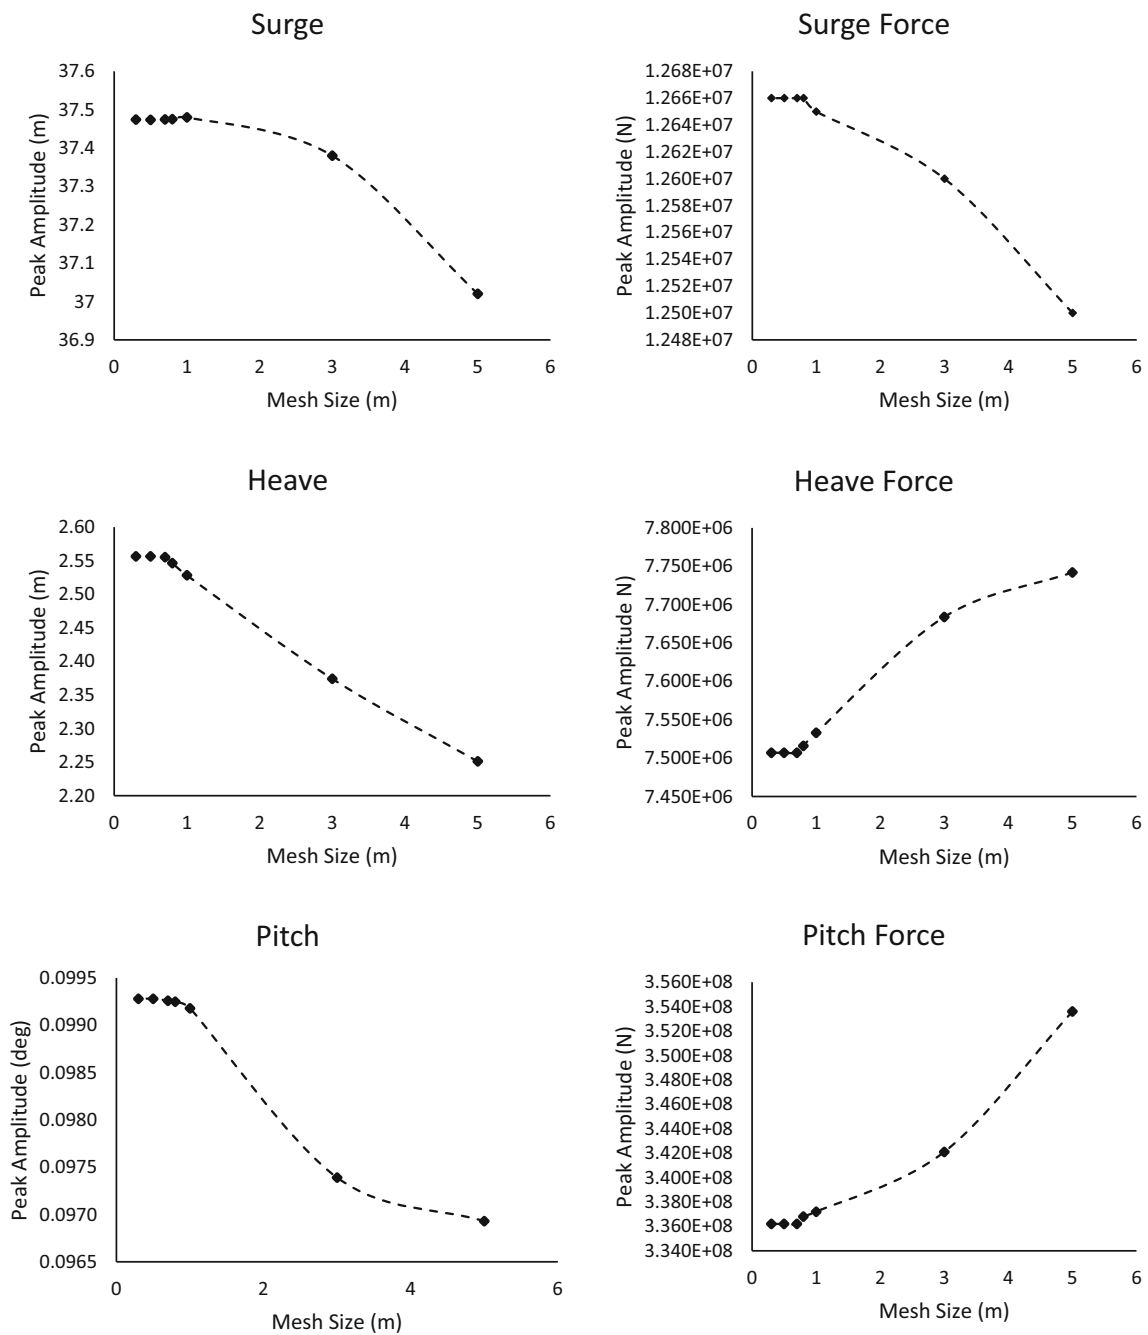 Surge
Peak Amplitude (m)
37.6
37.5
37.4
37.3
37.2
37.1
37
36.9
0 1 2 3 4 5 6
Mesh Size (m)
Surge Force
Peak Amplitude (N)
1.268E+07
1.266E+07
1.264E+07
1.262E+07
1.260E+07
1.258E+07
1.256E+07
1.254E+07
1.252E+07
1.250E+07
1.248E+07
0 1 2 3 4 5 6
Mesh Size (m)
Heave
Peak Amplitude (m)
2.60
2.55
2.50
2.45
2.40
2.35
2.30
2.25
2.20
0 1 2 3 4 5 6
Mesh Size (m)
Heave Force
Peak Amplitude N)
7.800E+06
7.750E+06
7.700E+06
7.650E+06
7.600E+06
7.550E+06
7.500E+06
7.450E+06
0 1 2 3 4 5 6
Mesh Size (m)
Pitch
Peak Amplitude (deg)
0.0995
0.0990
0.0985
0.0980
0.0975
0.0970
0.0965
0 2 4 6
Mesh Size (m)
Pitch Force
Peak Amplitude (N)
3.560E+08
3.540E+08
3.520E+08
3.500E+08
3.480E+08
3.460E+08
3.440E+08
3.420E+08
3.400E+08
3.380E+08
3.360E+08
3.340E+08
0 1 2 3 4 5 6
Mesh Size (m)